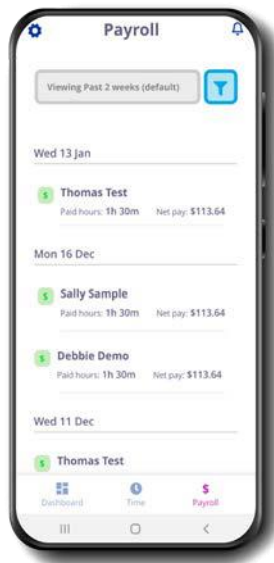 Payroll
Viewing Past 2 weeks (default)
Wed 13 Jan
$ Thomas Test
Paid hours: 1h 30m Net pay: $113.64
Mon 16 Dec
$ Sally Sample
Paid hours: 1h 30m Net pay: $113.64
$ Debbie Demo
Paid hours: 1h 30m Net pay: $113.64
Wed 11 Dec
$ Thomas Test
$
Dashboard Time Payroll